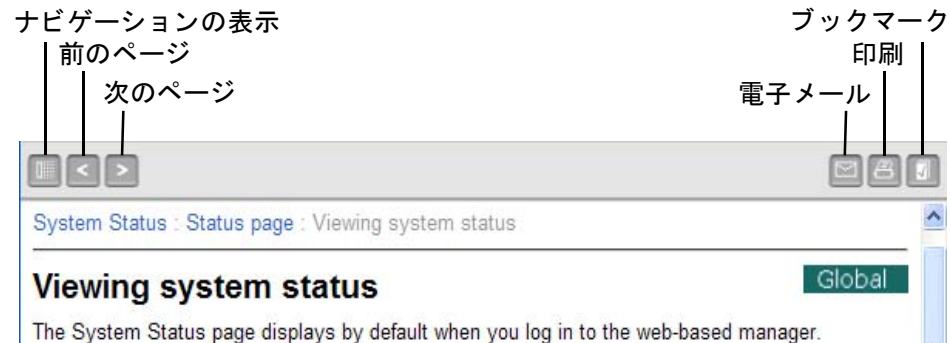 ナビゲーションの表示
前のページ
次のページ
ブックマーク
印刷
電子メール
System Status : Status page : Viewing system status
Viewing system status
Global
The System Status page displays by default when you log in to the web-based manager.